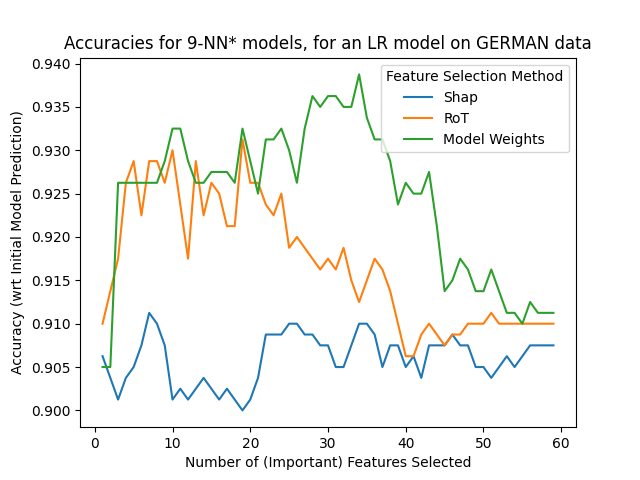 Accuracies for 9-NN* models, for an LR model on GERMAN data
Accuracy (wrt Initial Model Prediction)
0.940
0.935
0.930
0.925
0.920
0.915
0.910
0.905
0.900
Feature Selection Method
Shap
RoT
Model Weights
0 10 20 30 40 50 60
Number of (Important) Features Selected